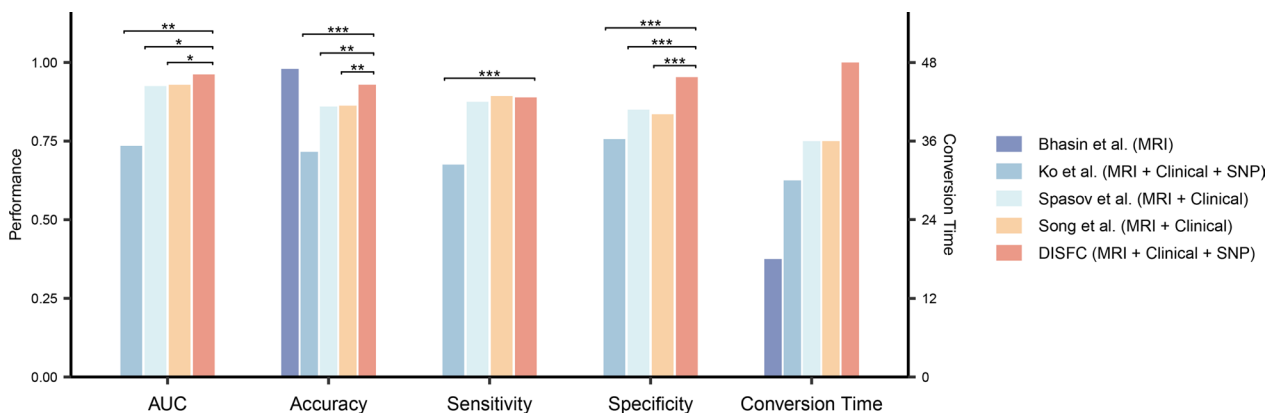 **
*
*
***
**
**
***
***
***
***
1.00
0.75
0.50
0.25
0.00
Performance
48
36
24
12
0
Conversion Time
AUC
Accuracy
Sensitivity
Specificity
Conversion Time
Bhasin et al. (MRI)
Ko et al. (MRI + Clinical + SNP)
Spasov et al. (MRI + Clinical)
Song et al. (MRI + Clinical)
DISFC (MRI + Clinical + SNP)